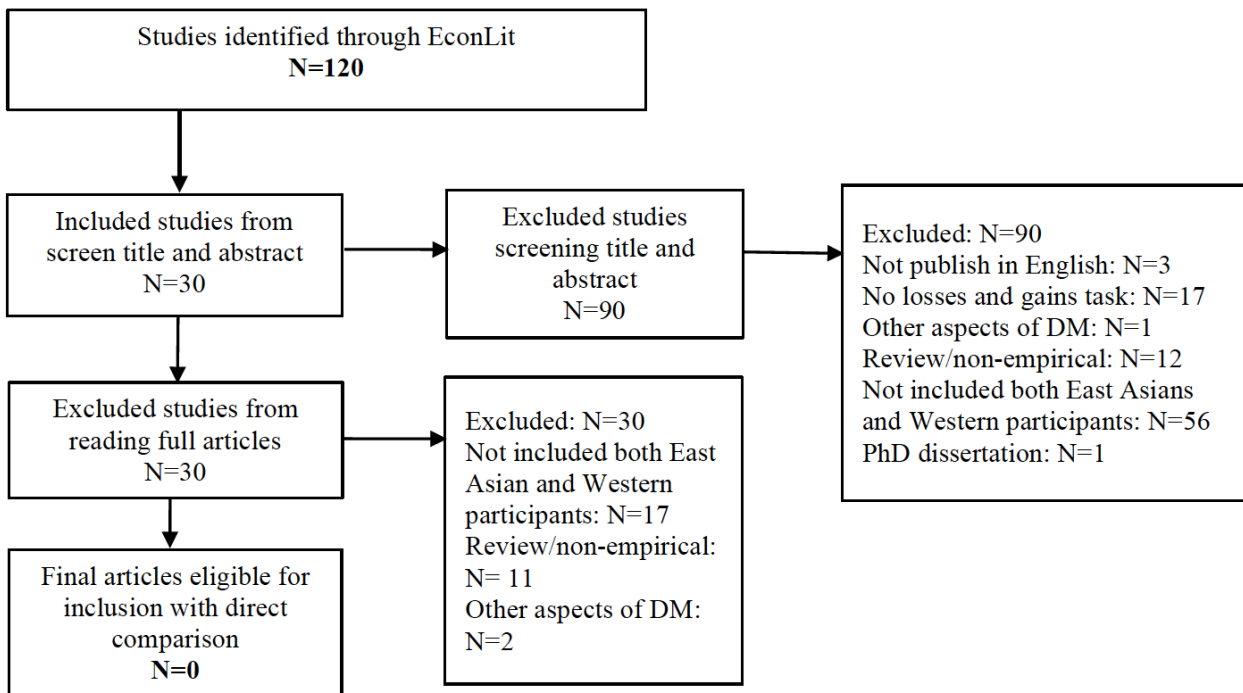 Studies identified through EconLit
N=120
Included studies from
screen title and abstract
N=30
Excluded studies
screening title and
abstract
N=90
Excluded: N=90
Not publish in English: N=3
No losses and gains task: N=17
Other aspects of DM: N=1
Review/non-empirical: N=12
Not included both East Asians
and Western participants: N=56
PhD dissertation: N=1
Excluded studies from
reading full articles
N=30
Excluded: N=30
Not included both East
Asian and Western
participants: N=17
Review/non-empirical:
N= 11
Other aspects of DM:
N=2
Final articles eligible for
inclusion with direct
comparison
N=0